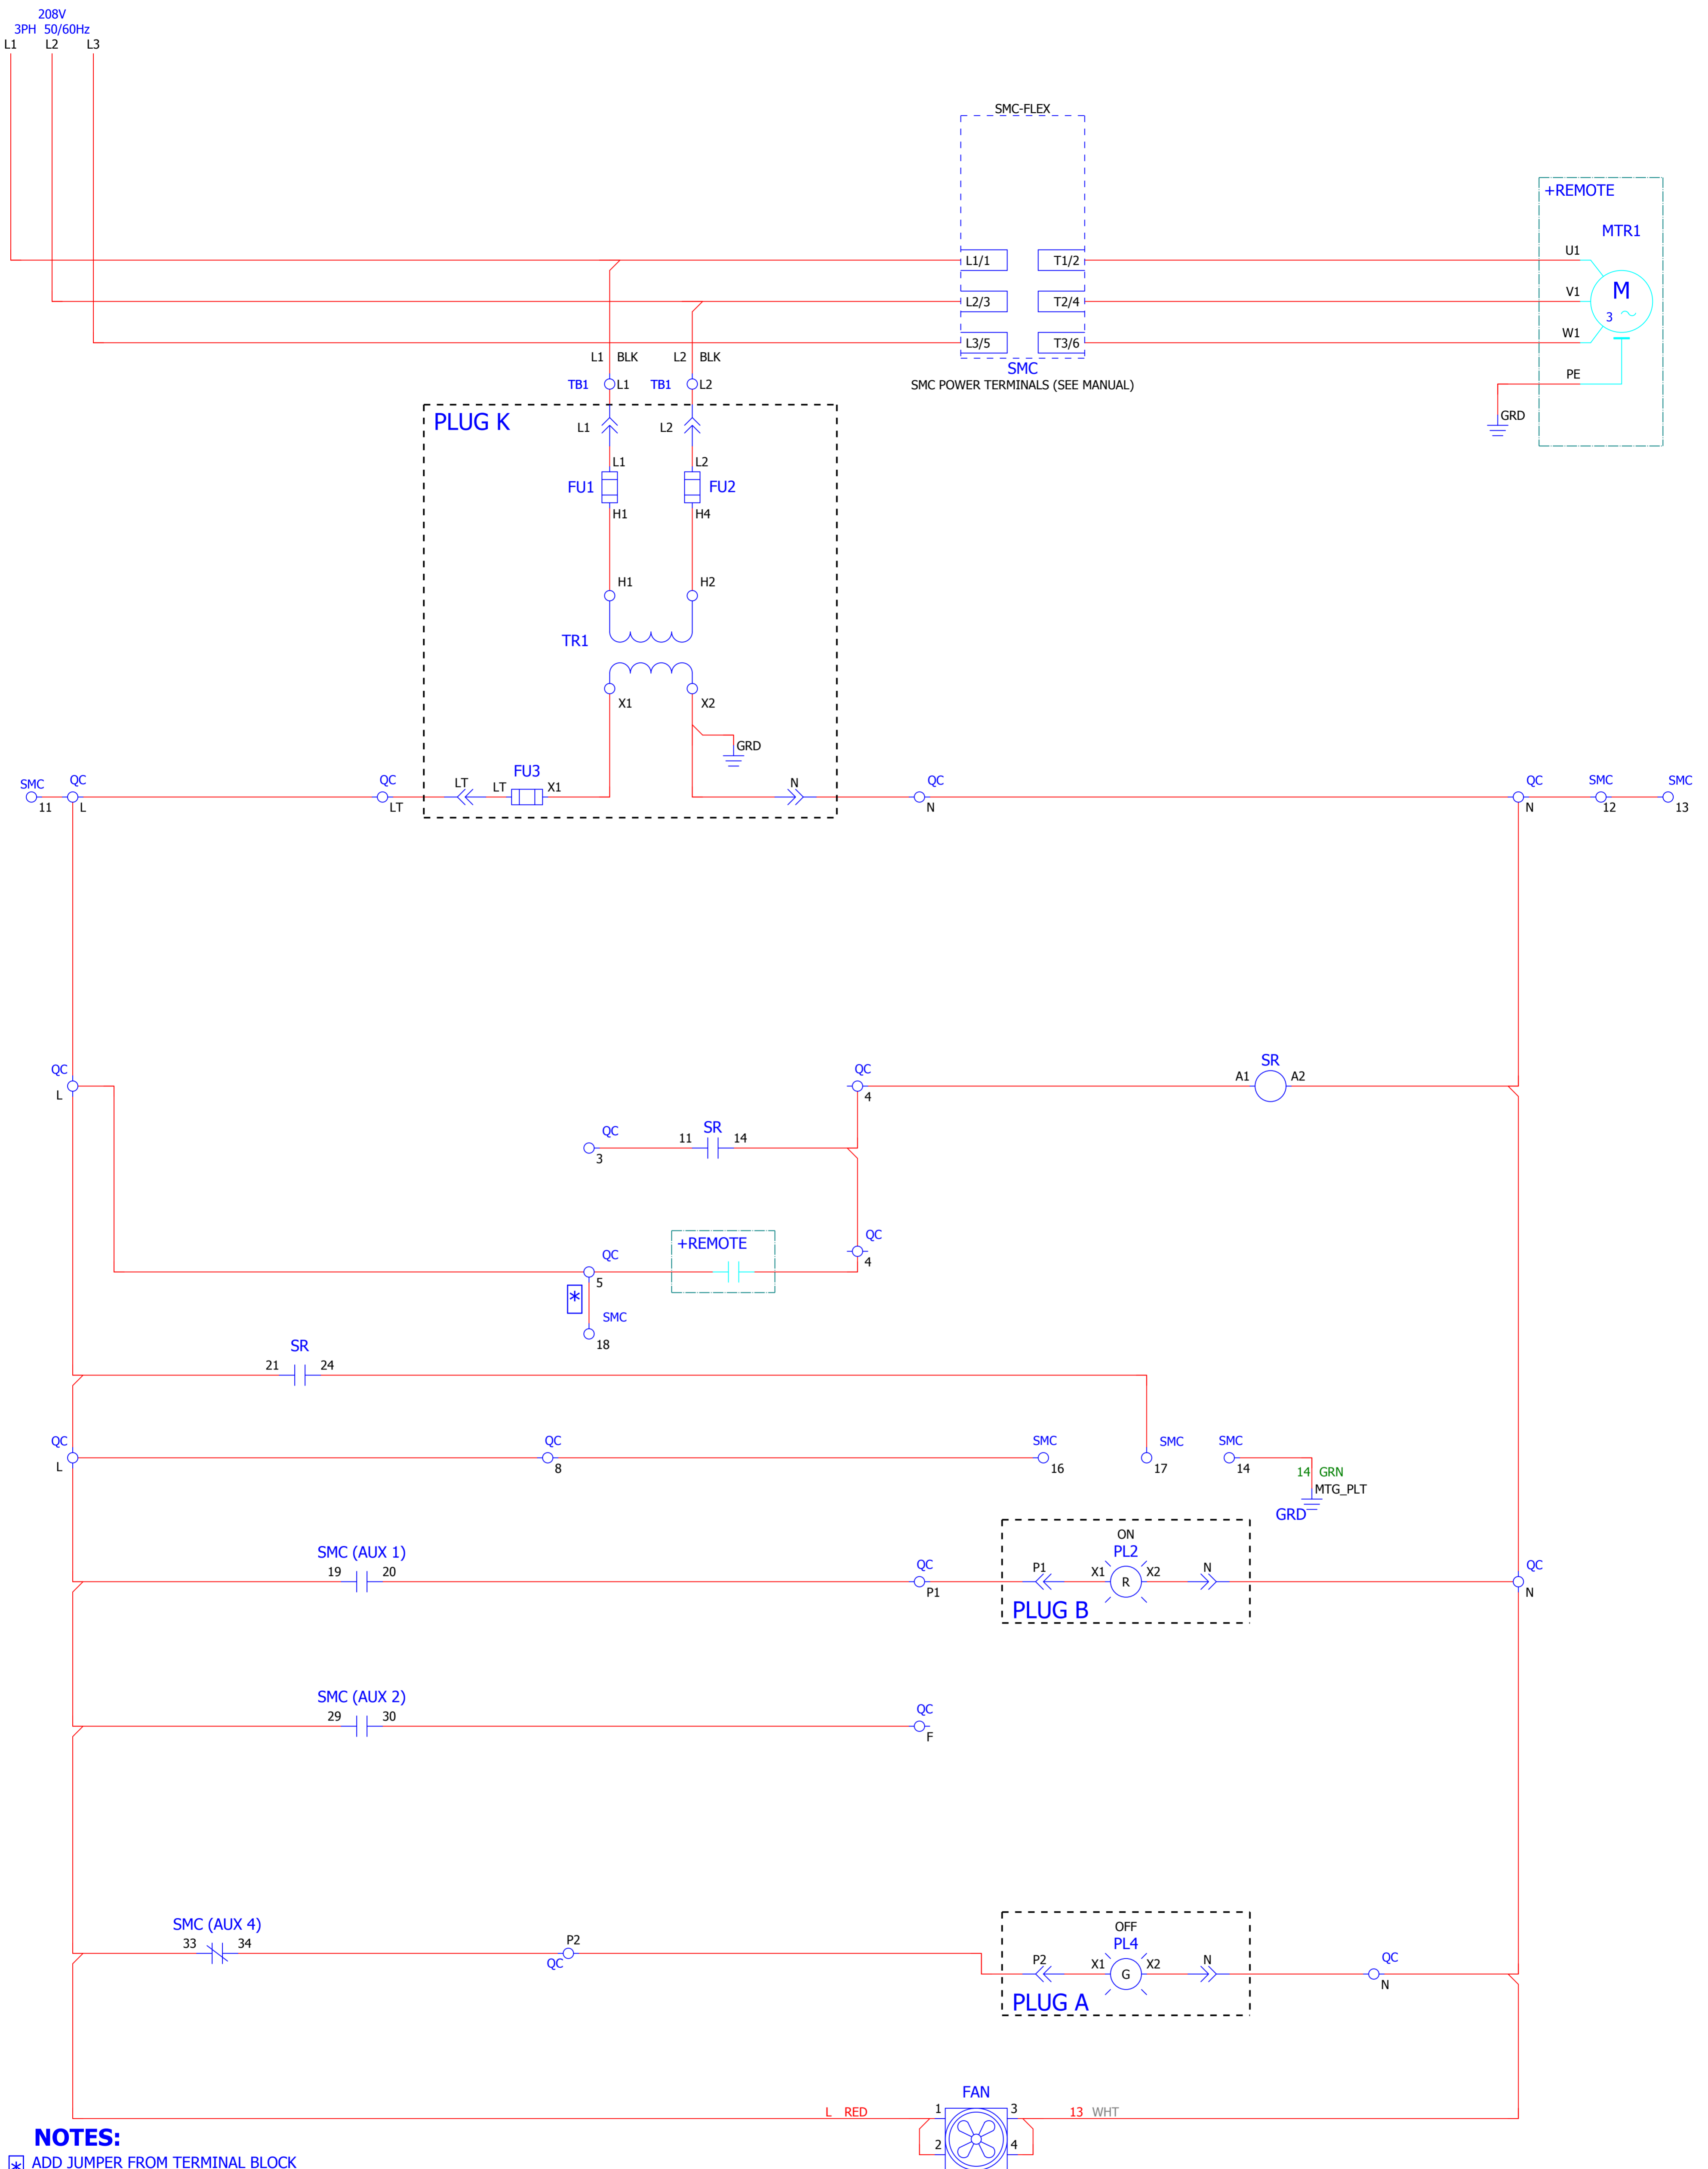 208V
3PH 50/60Hz
L1 L2 L3
SMC-FLEX
+REMOTE
MTR1
L1/1 T1/2 U1
L2/3 T2/4 V1 M
3
L3/5 T3/6 W1
L1 BLK L2 BLK
SMC
SMC POWER TERMINALS (SEE MANUAL)
PE
TB1 L1 TB1 L2
GRD
PLUG K
L1 L2
L1 L2
FU1 FU2
H1 H4
H1 H2
TR1
X1 X2
GRD
SMC QC QC LT LT FU3 X1 N QC QC SMC SMC
11 L LT N N 12 13
QC QC SR
L 4 A1 A2
QC 11 SR 14
3
QC +REMOTE QC
5 4
*
SMC
18
SR
21 24
QC QC SMC SMC SMC
L 8 16 17 14
14 GRN
MTG_PLT
GRD
ON
SMC (AUX 1) PL2
19 20 QC P1 X1 R X2 N QC
P1 N
PLUG B
SMC (AUX 2)
29 30 QC
F
SMC (AUX 4) OFF
33 34 P2 PL4
QC P2 X1 G X2 N QC
N
PLUG A
FAN
L RED 1 3 13 WHT
2 4
NOTES:
* ADD JUMPER FROM TERMINAL BLOCK